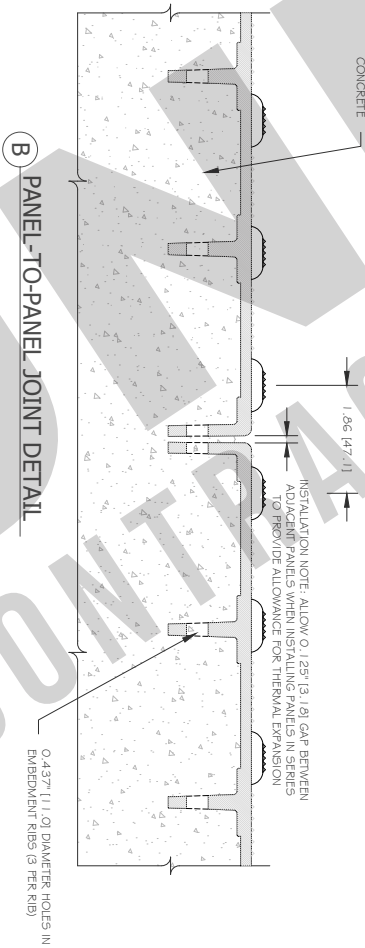 CONCRETE
1.86 [47.1]
INSTALLATION NOTE: ALLOW 0.125" [3.18] GAP BETWEEN
ADJACENT PANELS WHEN INSTALLING PANELS IN SERIES
TO PROVIDE ALLOWANCE FOR THERMAL EXPANSION
0.437" [11.0] DIAMETER HOLES IN
EMBEDMENT RIBS (3 PER RIB)
B PANEL-TO-PANEL JOINT DETAIL